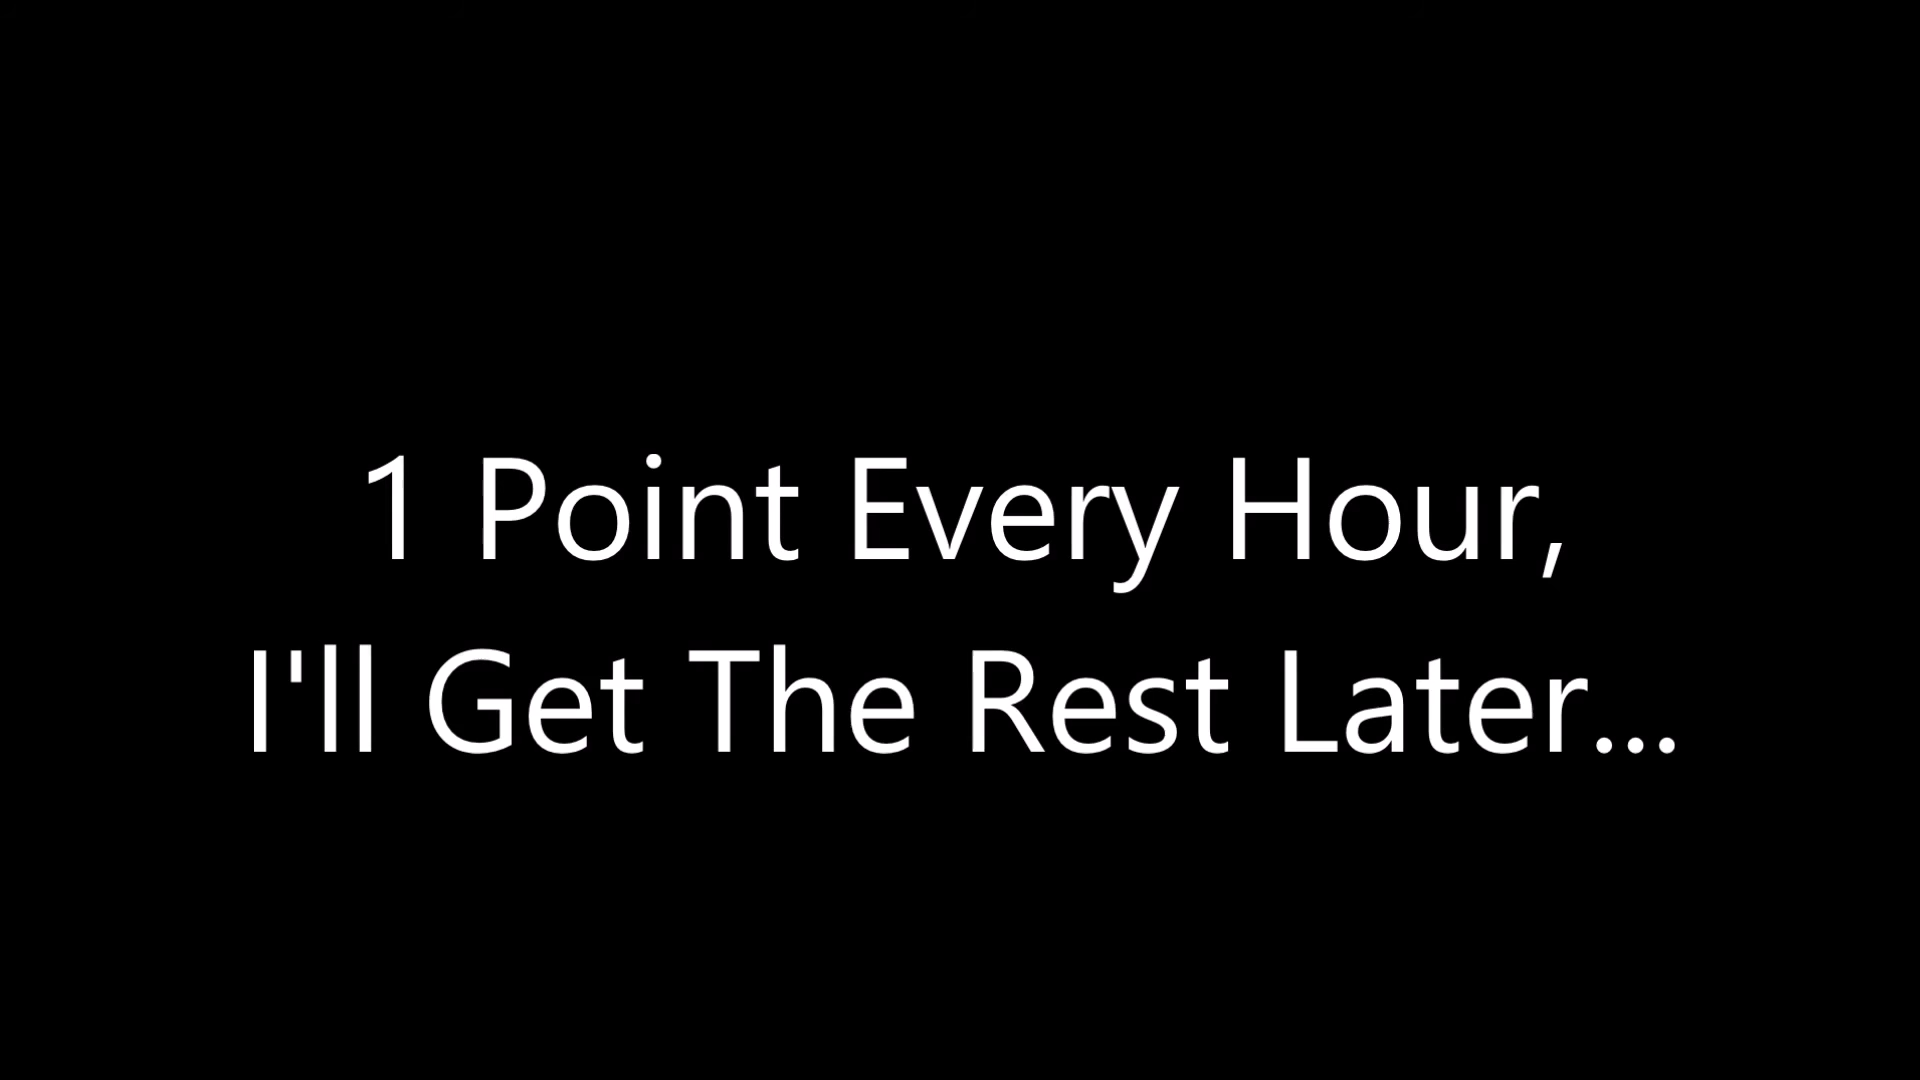 1 Point Every Hour,
I'll Get The Rest Later...